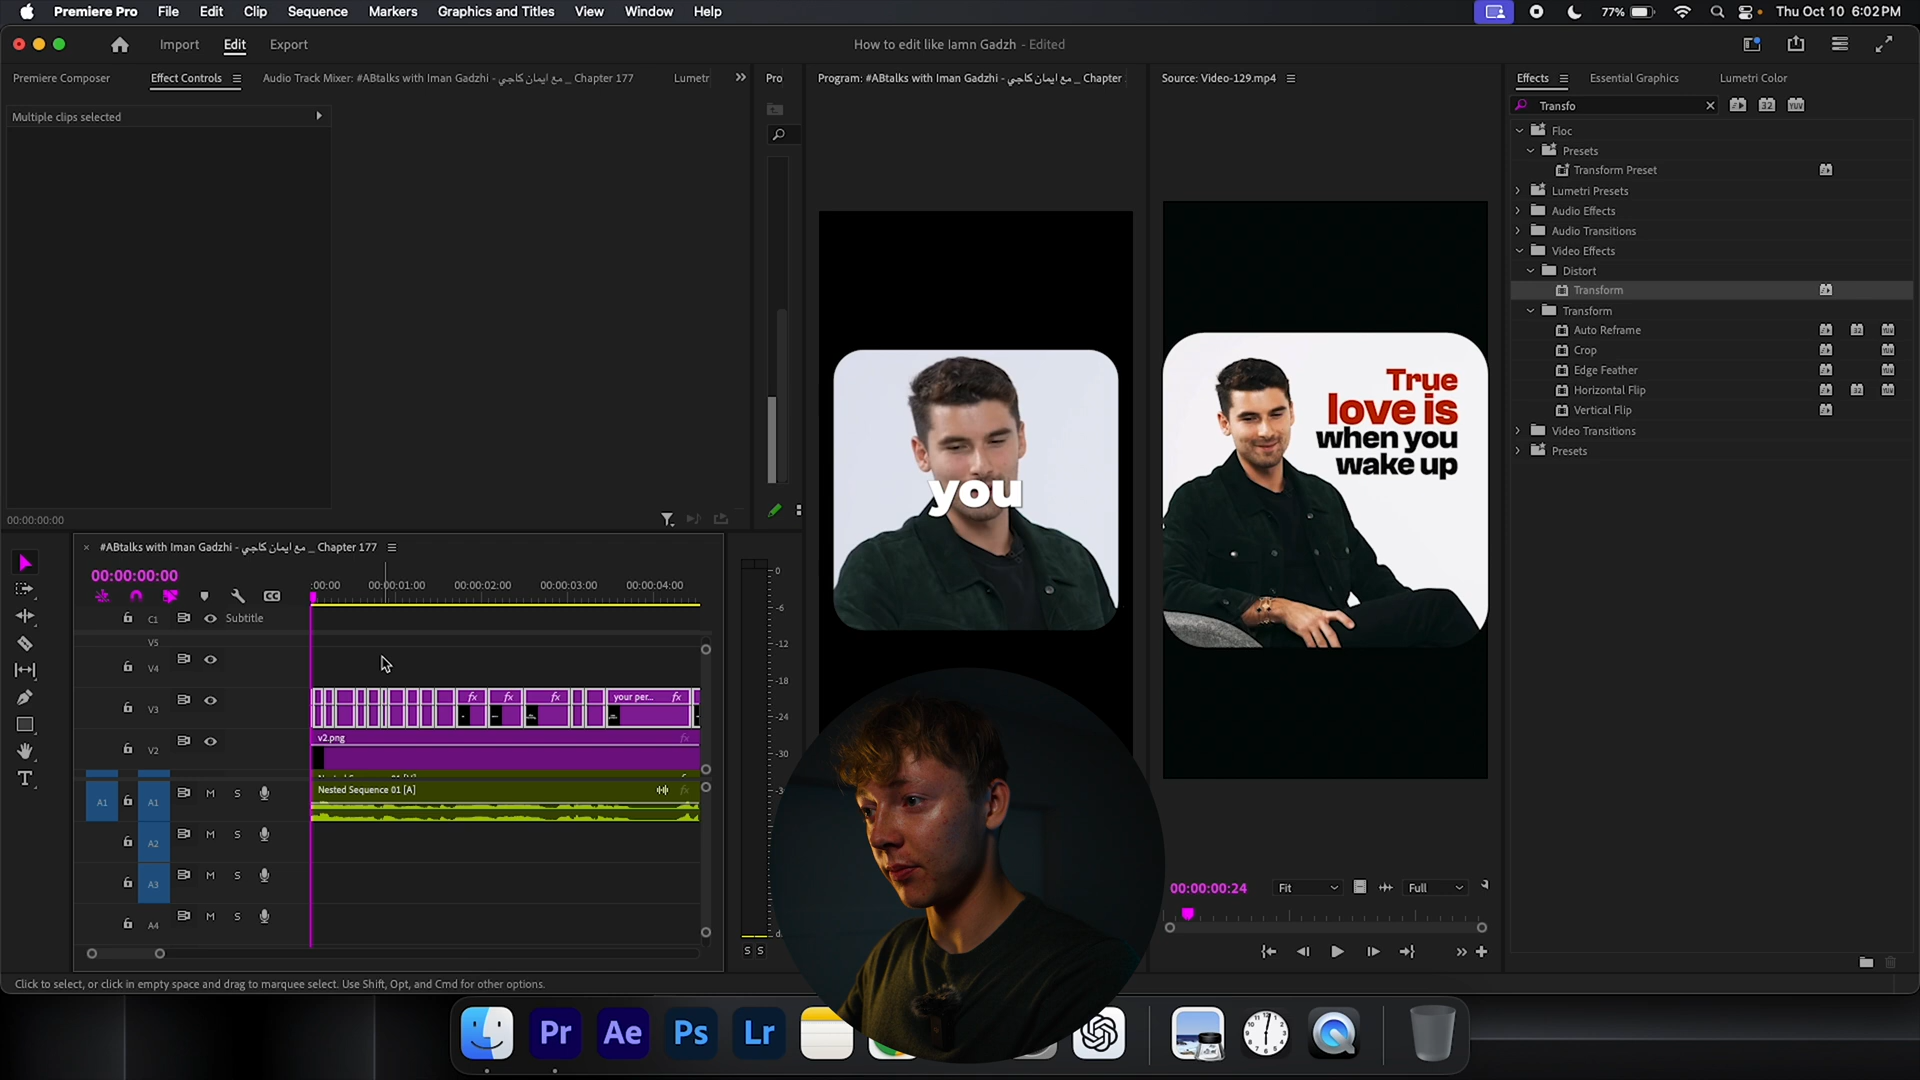 Premiere Pro File Edit Clip Sequence Markers Graphics and Titles View Window Help
77% Thu Oct 10 6:02 PM
Import Edit Export
How to edit like Iamn Gadzh - Edited
Premiere Composer Effect Controls Audio Track Mixer: #ABtalks with Iman Gadzhi - مع ايمان كاجي _ Chapter 177 Lumetr
Pro
Program: #ABtalks with Iman Gadzhi - مع ايمان كاجي _ Chapter
Source: Video-129.mp4
Effects Essential Graphics Lumetri Color
Multiple clips selected
Transfo
32
YUV
Floc
Presets
Transform Preset
Lumetri Presets
Audio Effects
Audio Transitions
Video Effects
Distort
Transform
Transform
Auto Reframe
Crop
Edge Feather
Horizontal Flip
Vertical Flip
Video Transitions
Presets
you
True
love is
when you
wake up
00:00:00:00
#ABtalks with Iman Gadzhi - مع ايمان كاجي _ Chapter 177
00:00:00:00
:00:00 00:00:01:00 00:00:02:00 00:00:03:00 00:00:04:00
CC
C1 Subtitle
V5
V4
V3
fx fx fx your per... fx
V2
v2.png fx
A1 A1 M S
Nested Sequence 01 [A] fx
A2 M S
A3 M S
A4 M S
0
-6
-12
-18
-24
-30
S S
00:00:00:24 Fit Full
Click to select, or click in empty space and drag to marquee select. Use Shift, Opt, and Cmd for other options.
Pr Ae Ps Lr